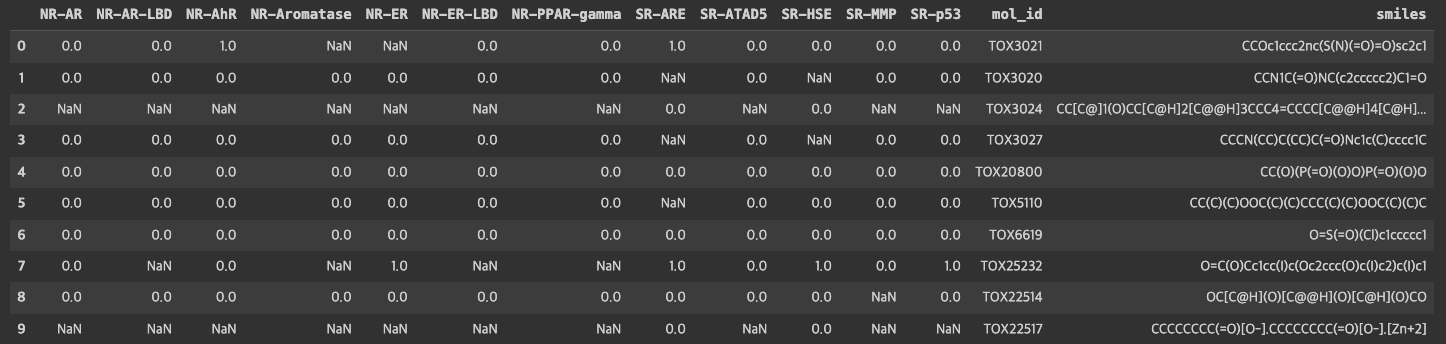 NR-AR NR-AR-LBD NR-AhR NR-Aromatase NR-ER NR-ER-LBD NR-PPAR-gamma SR-ARE SR-ATAD5 SR-HSE SR-MMP SR-p53 mol_id smiles
0 0.0 0.0 1.0 NaN NaN 0.0 0.0 1.0 0.0 0.0 0.0 0.0 TOX3021 CCOc1ccc2nc(S(N)(=O)=O)sc2c1
1 0.0 0.0 0.0 0.0 0.0 0.0 0.0 NaN 0.0 NaN 0.0 0.0 TOX3020 CCN1C(=O)NC(c2ccccc2)C1=O
2 NaN NaN NaN NaN NaN NaN NaN 0.0 NaN 0.0 NaN NaN TOX3024 CC[C@]1(O)CC[C@H]2[C@@H]3CCC4=CCCC[C@@H]4[C@H]...
3 0.0 0.0 0.0 0.0 0.0 0.0 0.0 NaN 0.0 NaN 0.0 0.0 TOX3027 CCCN(CC)C(CC)C(=O)Nc1c(C)cccc1C
4 0.0 0.0 0.0 0.0 0.0 0.0 0.0 0.0 0.0 0.0 0.0 0.0 TOX20800 CC(O)(P(=O)(O)O)P(=O)(O)O
5 0.0 0.0 0.0 0.0 0.0 0.0 0.0 NaN 0.0 0.0 0.0 0.0 TOX5110 CC(C)(C)OOC(C)(C)CCC(C)(C)OOC(C)(C)C
6 0.0 0.0 0.0 0.0 0.0 0.0 0.0 0.0 0.0 0.0 0.0 0.0 TOX6619 O=S(=O)(Cl)c1ccccc1
7 0.0 NaN 0.0 NaN 1.0 NaN NaN 1.0 0.0 1.0 0.0 1.0 TOX25232 O=C(O)Cc1cc(I)c(Oc2ccc(O)c(I)c2)c(I)c1
8 0.0 0.0 0.0 0.0 0.0 0.0 0.0 0.0 0.0 0.0 NaN 0.0 TOX22514 OC[C@H](O)[C@@H](O)[C@H](O)CO
9 NaN NaN NaN NaN NaN NaN NaN 0.0 NaN 0.0 NaN NaN TOX22517 CCCCCCCC(=O)[O-].CCCCCCCC(=O)[O-].[Zn+2]